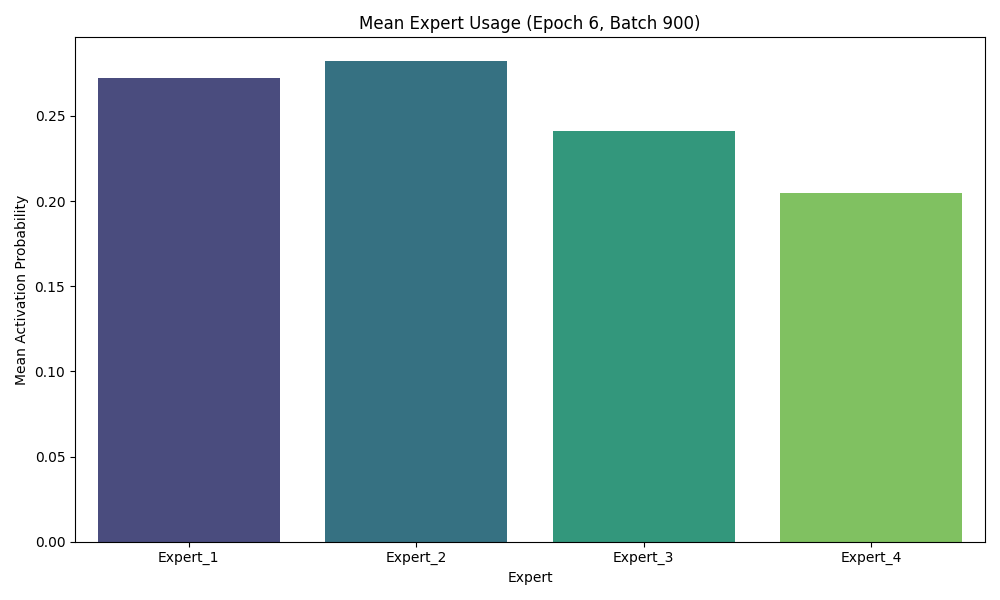 Mean Expert Usage (Epoch 6, Batch 900)
Mean Activation Probability
0.25
0.20
0.15
0.10
0.05
0.00
Expert_1
Expert_2
Expert_3
Expert_4
Expert